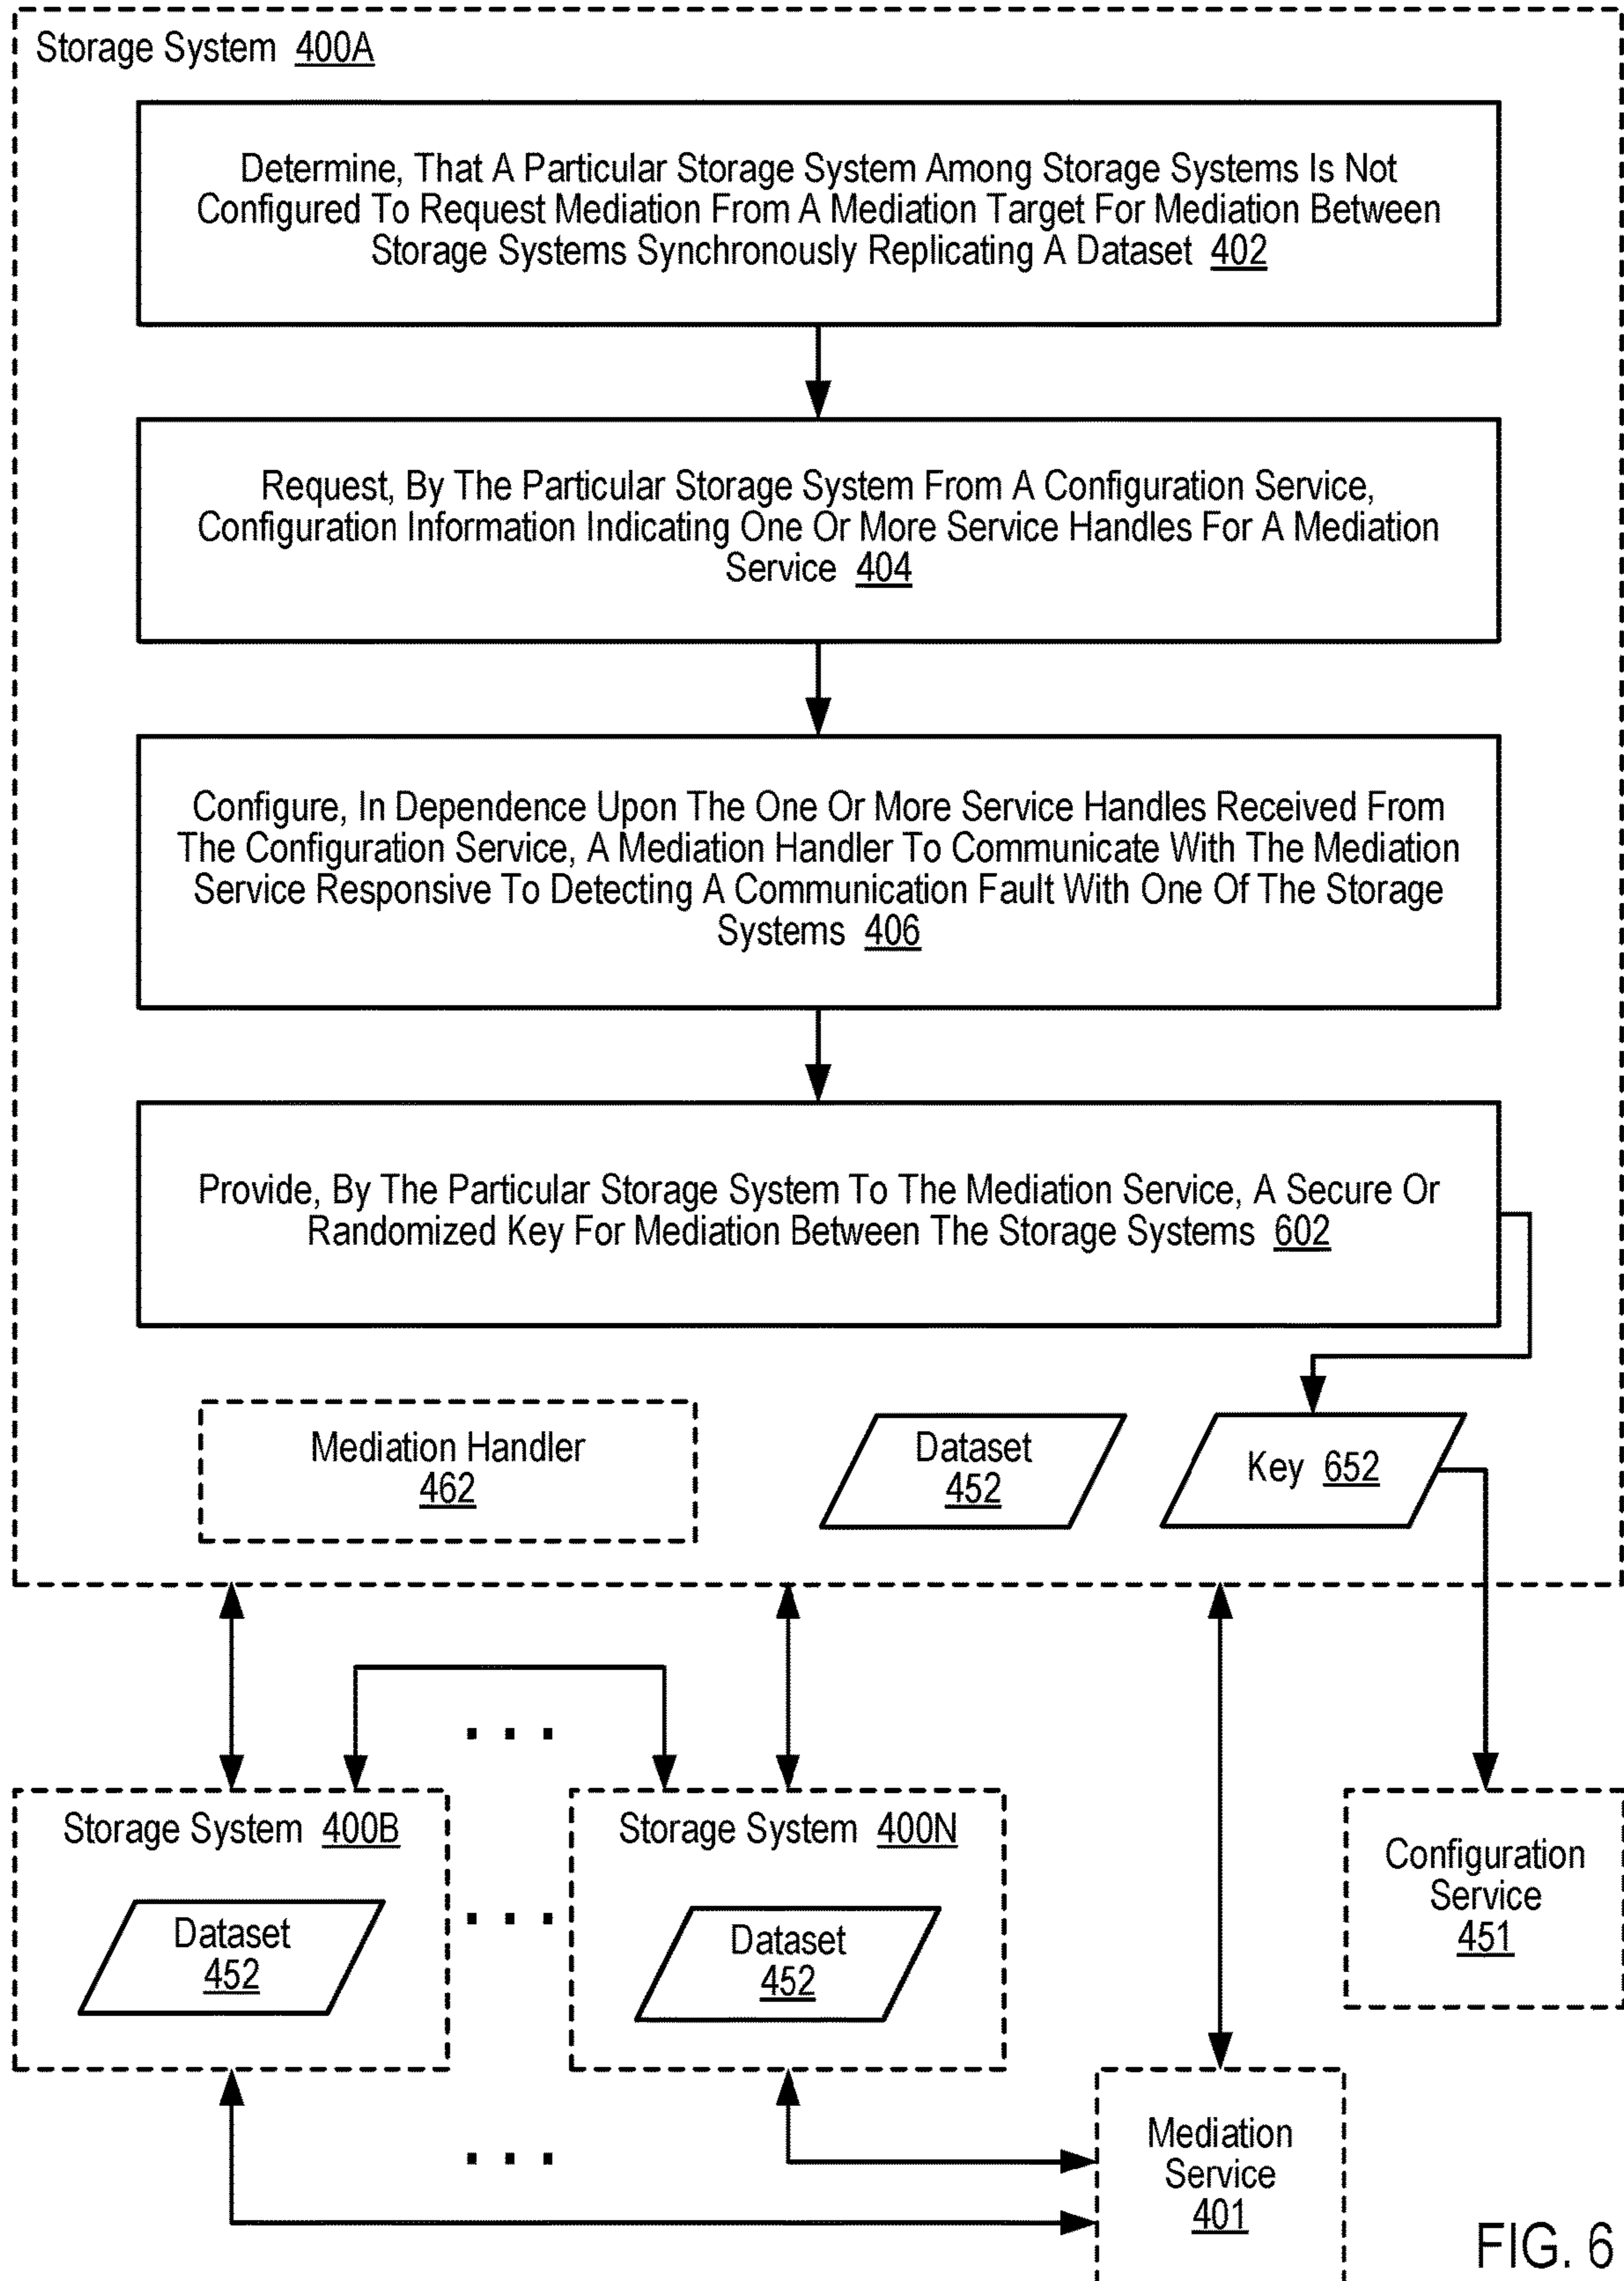 Storage System 400A
Determine, That A Particular Storage System Among Storage Systems Is Not
Configured To Request Mediation From A Mediation Target For Mediation Between
Storage Systems Synchronously Replicating A Dataset 402
Request, By The Particular Storage System From A Configuration Service,
Configuration Information Indicating One Or More Service Handles For A Mediation
Service 404
Configure, In Dependence Upon The One Or More Service Handles Received From
The Configuration Service, A Mediation Handler To Communicate With The Mediation
Service Responsive To Detecting A Communication Fault With One Of The Storage
Systems 406
Provide, By The Particular Storage System To The Mediation Service, A Secure Or
Randomized Key For Mediation Between The Storage Systems 602
Mediation Handler
462
Dataset
452
Key 652
. . .
Storage System 400B
Dataset
452
. . .
Storage System 400N
Dataset
452
Configuration
Service
451
. . .
Mediation
Service
401
FIG. 6